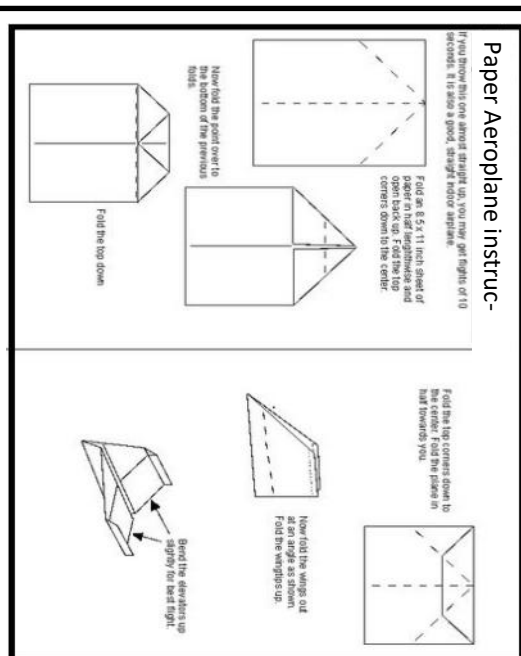 Paper Aeroplane instruc-
If you throw this one almost straight up, you may get flights of 10
seconds. It is also a good, straight indoor airplane.
Fold an 8.5 x 11 inch sheet of
paper in half lenghthwise and
open back up. Fold the top
corners down to the center.
Now fold the point over to
the bottom of the previous
folds.
Fold the top down
Fold the top corners down to
the center. Fold the plane in
half towards you.
Now fold the wings out
at an angle as shown.
Fold the wingtips up.
Bend the elevators up
slightly for best flight.